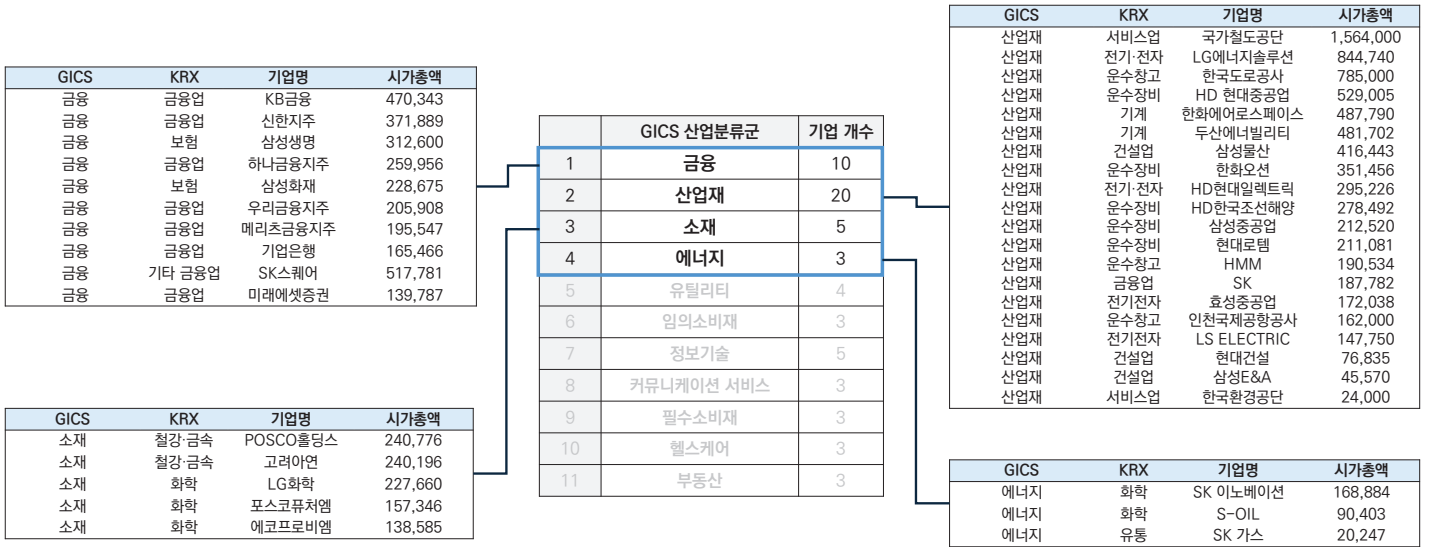 GICS KRX 기업명 시가총액
금융 금융업 KB금융 470,343
금융 금융업 신한지주 371,889
금융 보험 삼성생명 312,600
금융 금융업 하나금융지주 259,956
금융 보험 삼성화재 228,675
금융 금융업 우리금융지주 205,908
금융 금융업 메리츠금융지주 195,547
금융 금융업 기업은행 165,466
금융 기타 금융업 SK스퀘어 517,781
금융 금융업 미래에셋증권 139,787
GICS KRX 기업명 시가총액
소재 철강·금속 POSCO홀딩스 240,776
소재 철강·금속 고려아연 240,196
소재 화학 LG화학 227,660
소재 화학 포스코퓨처엠 157,346
소재 화학 에코프로비엠 138,585
GICS 산업분류군 기업 개수
1 금융 10
2 산업재 20
3 소재 5
4 에너지 3
5 유틸리티 4
6 임의소비재 3
7 정보기술 5
8 커뮤니케이션 서비스 3
9 필수소비재 3
10 헬스케어 3
11 부동산 3
GICS KRX 기업명 시가총액
산업재 서비스업 국가철도공단 1,564,000
산업재 전기·전자 LG에너지솔루션 844,740
산업재 운수창고 한국도로공사 785,000
산업재 운수장비 HD 현대중공업 529,005
산업재 기계 한화에어로스페이스 487,790
산업재 기계 두산에너빌리티 481,702
산업재 건설업 삼성물산 416,443
산업재 운수장비 한화오션 351,456
산업재 전기·전자 HD현대일렉트릭 295,226
산업재 운수장비 HD한국조선해양 278,492
산업재 운수장비 삼성중공업 212,520
산업재 운수장비 현대로템 211,081
산업재 운수창고 HMM 190,534
산업재 금융업 SK 187,782
산업재 전기전자 효성중공업 172,038
산업재 운수창고 인천국제공항공사 162,000
산업재 전기전자 LS ELECTRIC 147,750
산업재 건설업 현대건설 76,835
산업재 건설업 삼성E&A 45,570
산업재 서비스업 한국환경공단 24,000
GICS KRX 기업명 시가총액
에너지 화학 SK 이노베이션 168,884
에너지 화학 S-OIL 90,403
에너지 유통 SK 가스 20,247